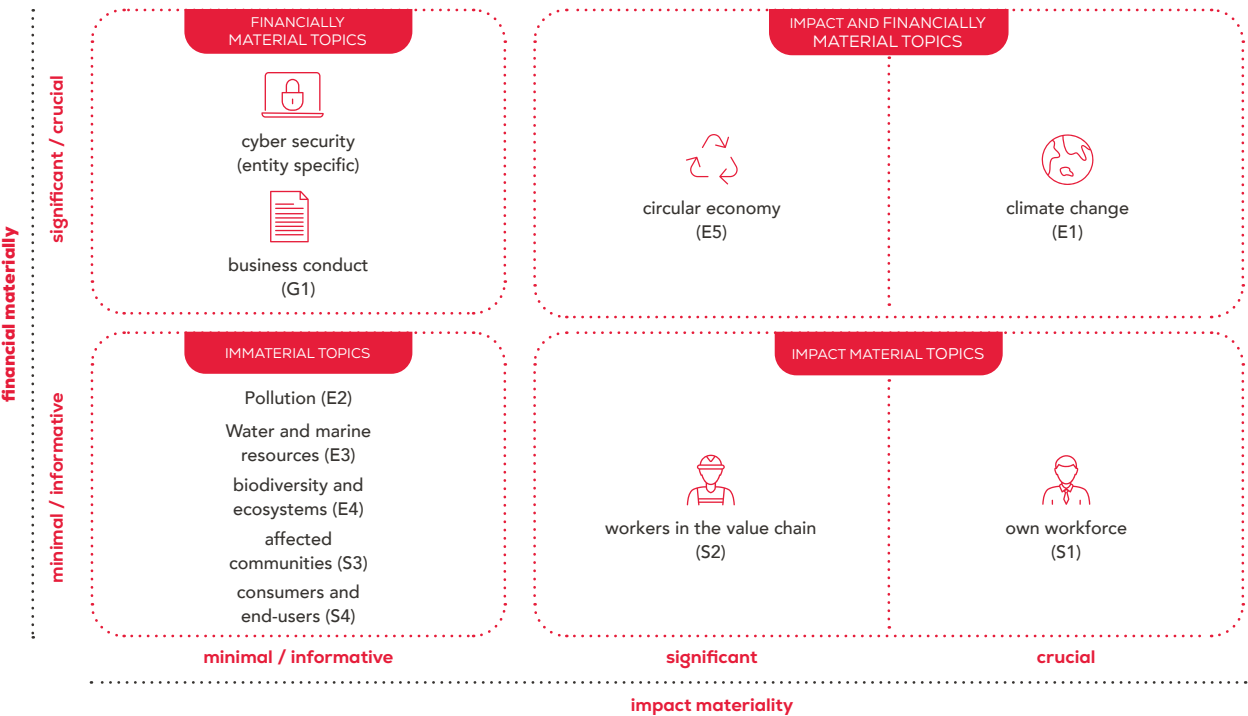 financial materially
significant / crucial
minimal / informative
FINANCIALLY
MATERIAL TOPICS
cyber security
(entity specific)
business conduct
(G1)
IMPACT AND FINANCIALLY
MATERIAL TOPICS
circular economy
(E5)
climate change
(E1)
IMMATERIAL TOPICS
Pollution (E2)
Water and marine
resources (E3)
biodiversity and
ecosystems (E4)
affected
communities (S3)
consumers and
end-users (S4)
IMPACT MATERIAL TOPICS
workers in the value chain
(S2)
own workforce
(S1)
minimal / informative
significant
crucial
impact materiality